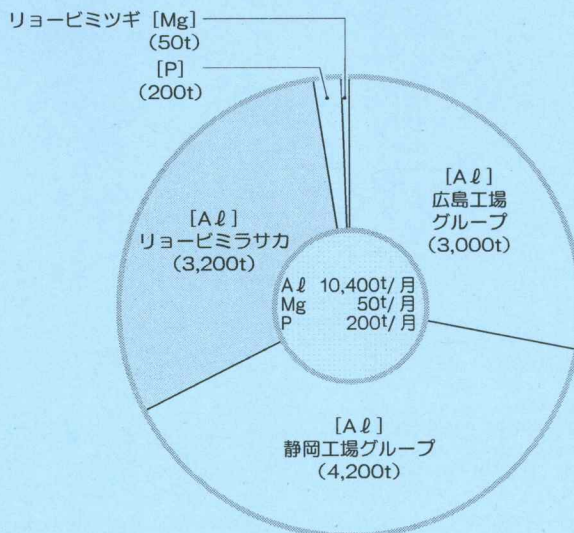 リョービミツギ [Mg]
(50t)
[P]
(200t)
[Aℓ]
広島工場
グループ
(3,000t)
[Aℓ]
リョービミラサカ
(3,200t)
Aℓ 10,400t/月
Mg 50t/月
P 200t/月
[Aℓ]
静岡工場グループ
(4,200t)